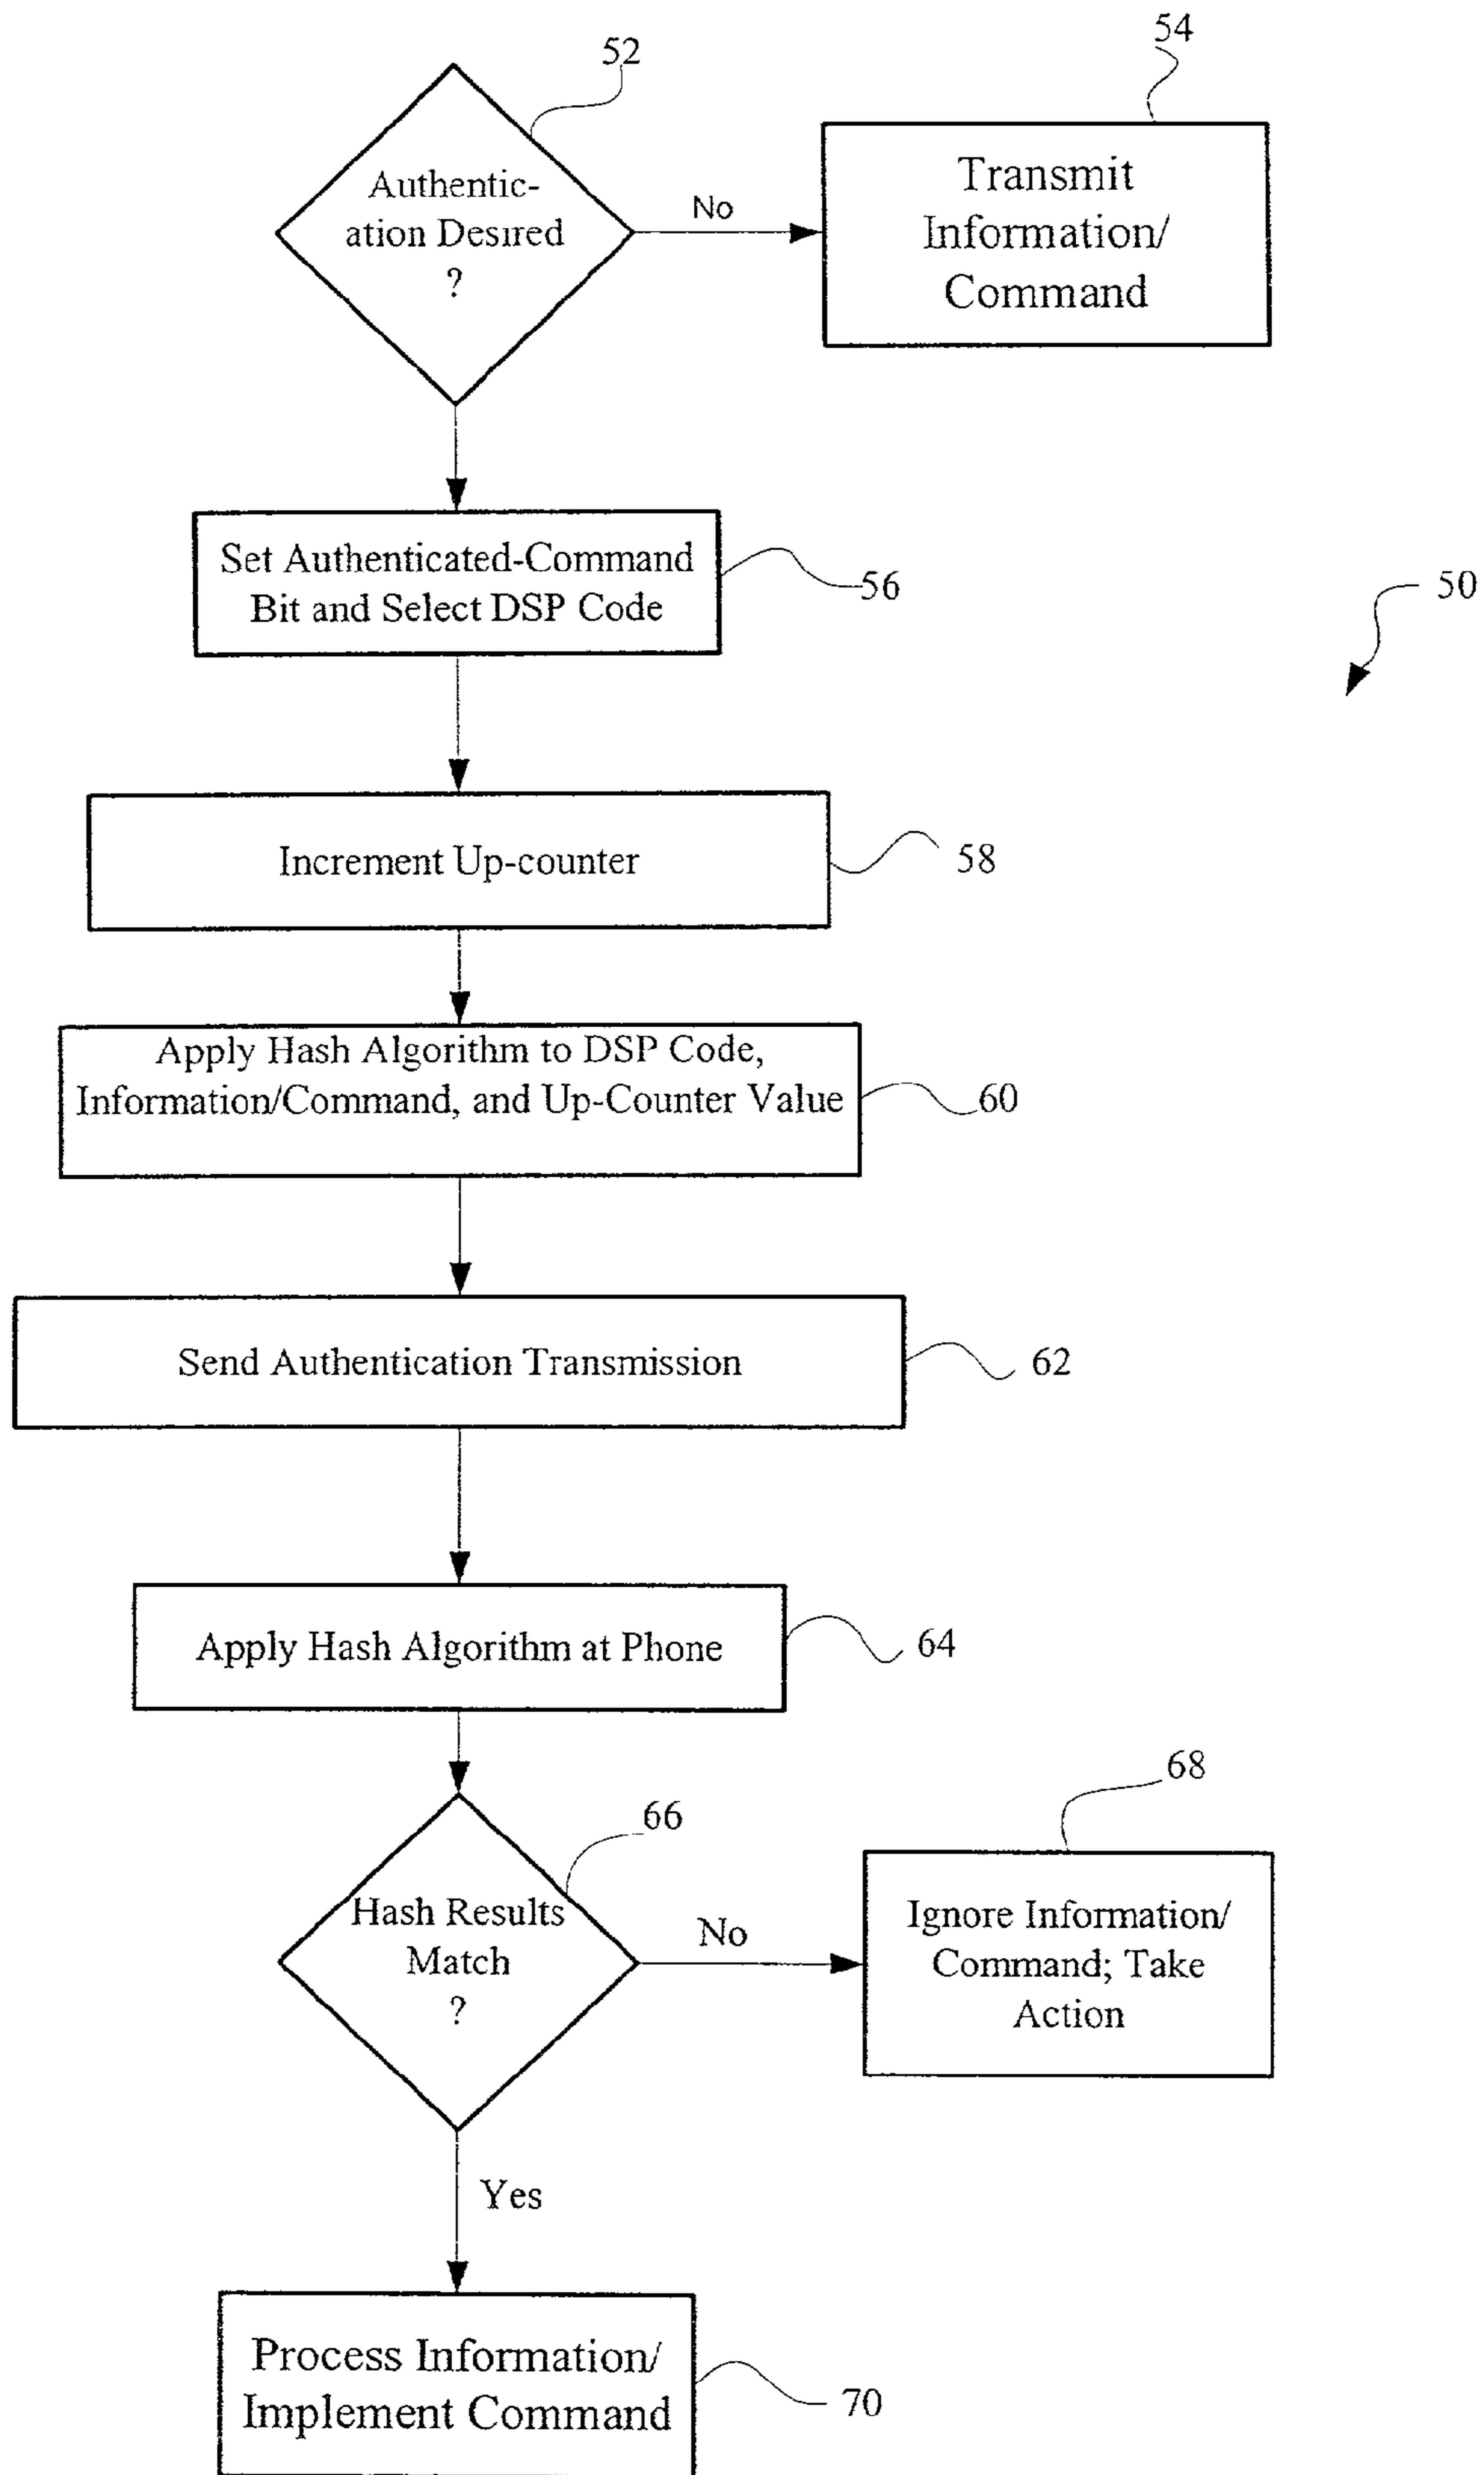 52
54
Authentic-
ation Desired
?
No
Transmit
Information/
Command
Set Authenticated-Command
Bit and Select DSP Code
56
50
Increment Up-counter
58
Apply Hash Algorithm to DSP Code,
Information/Command, and Up-Counter Value
60
Send Authentication Transmission
62
Apply Hash Algorithm at Phone
64
66
68
Hash Results
Match
?
No
Ignore Information/
Command; Take
Action
Yes
Process Information/
Implement Command
70